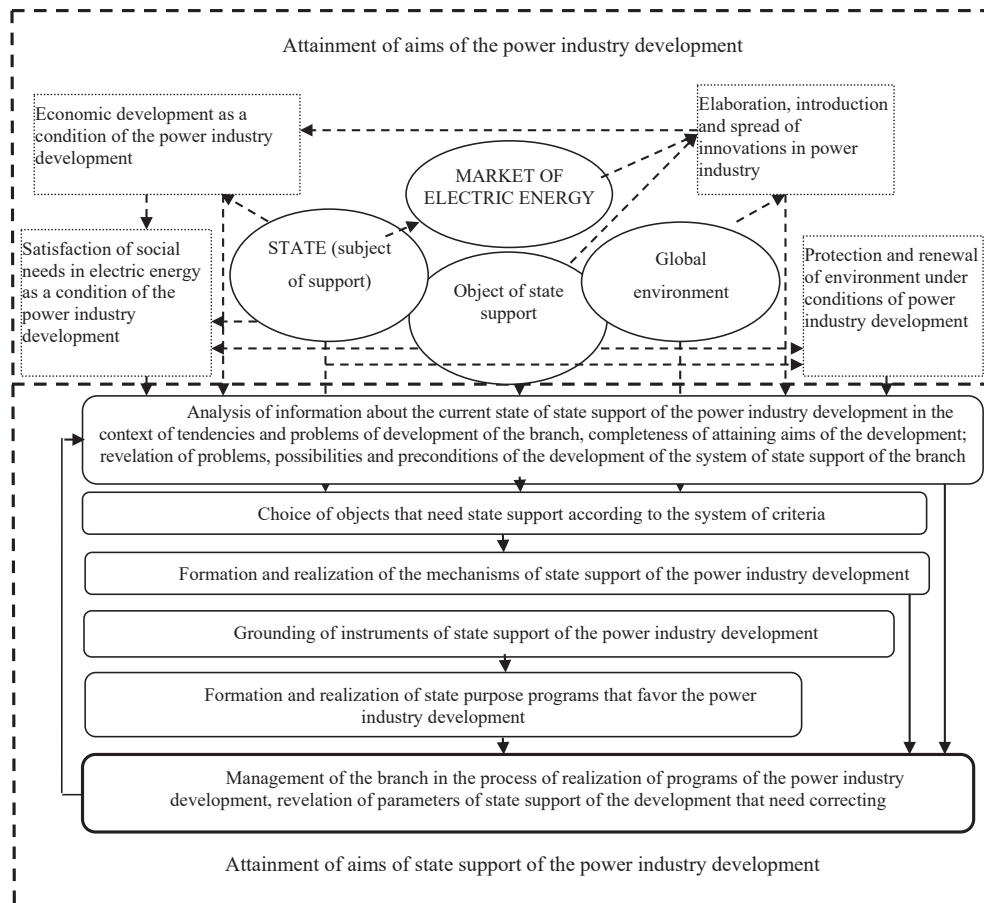 Attainment of aims of the power industry development
Economic development as a
condition of the power industry
development
Elaboration, introduction
and spread of
innovations in power
industry
MARKET OF
ELECTRIC ENERGY
Satisfaction of social
needs in electric energy
as a condition of the
power industry
development
STATE (subject
of support)
Object of state
support
Global
environment
Protection and renewal
of environment under
conditions of power
industry development
Analysis of information about the current state of state support of the power industry development in the
context of tendencies and problems of development of the branch, completeness of attaining aims of the development;
revelation of problems, possibilities and preconditions of the development of the system of state support of the branch
Choice of objects that need state support according to the system of criteria
Formation and realization of the mechanisms of state support of the power industry development
Grounding of instruments of state support of the power industry development
Formation and realization of state purpose programs that favor the power
industry development
Management of the branch in the process of realization of programs of the power industry
development, revelation of parameters of state support of the development that need correcting
Attainment of aims of state support of the power industry development